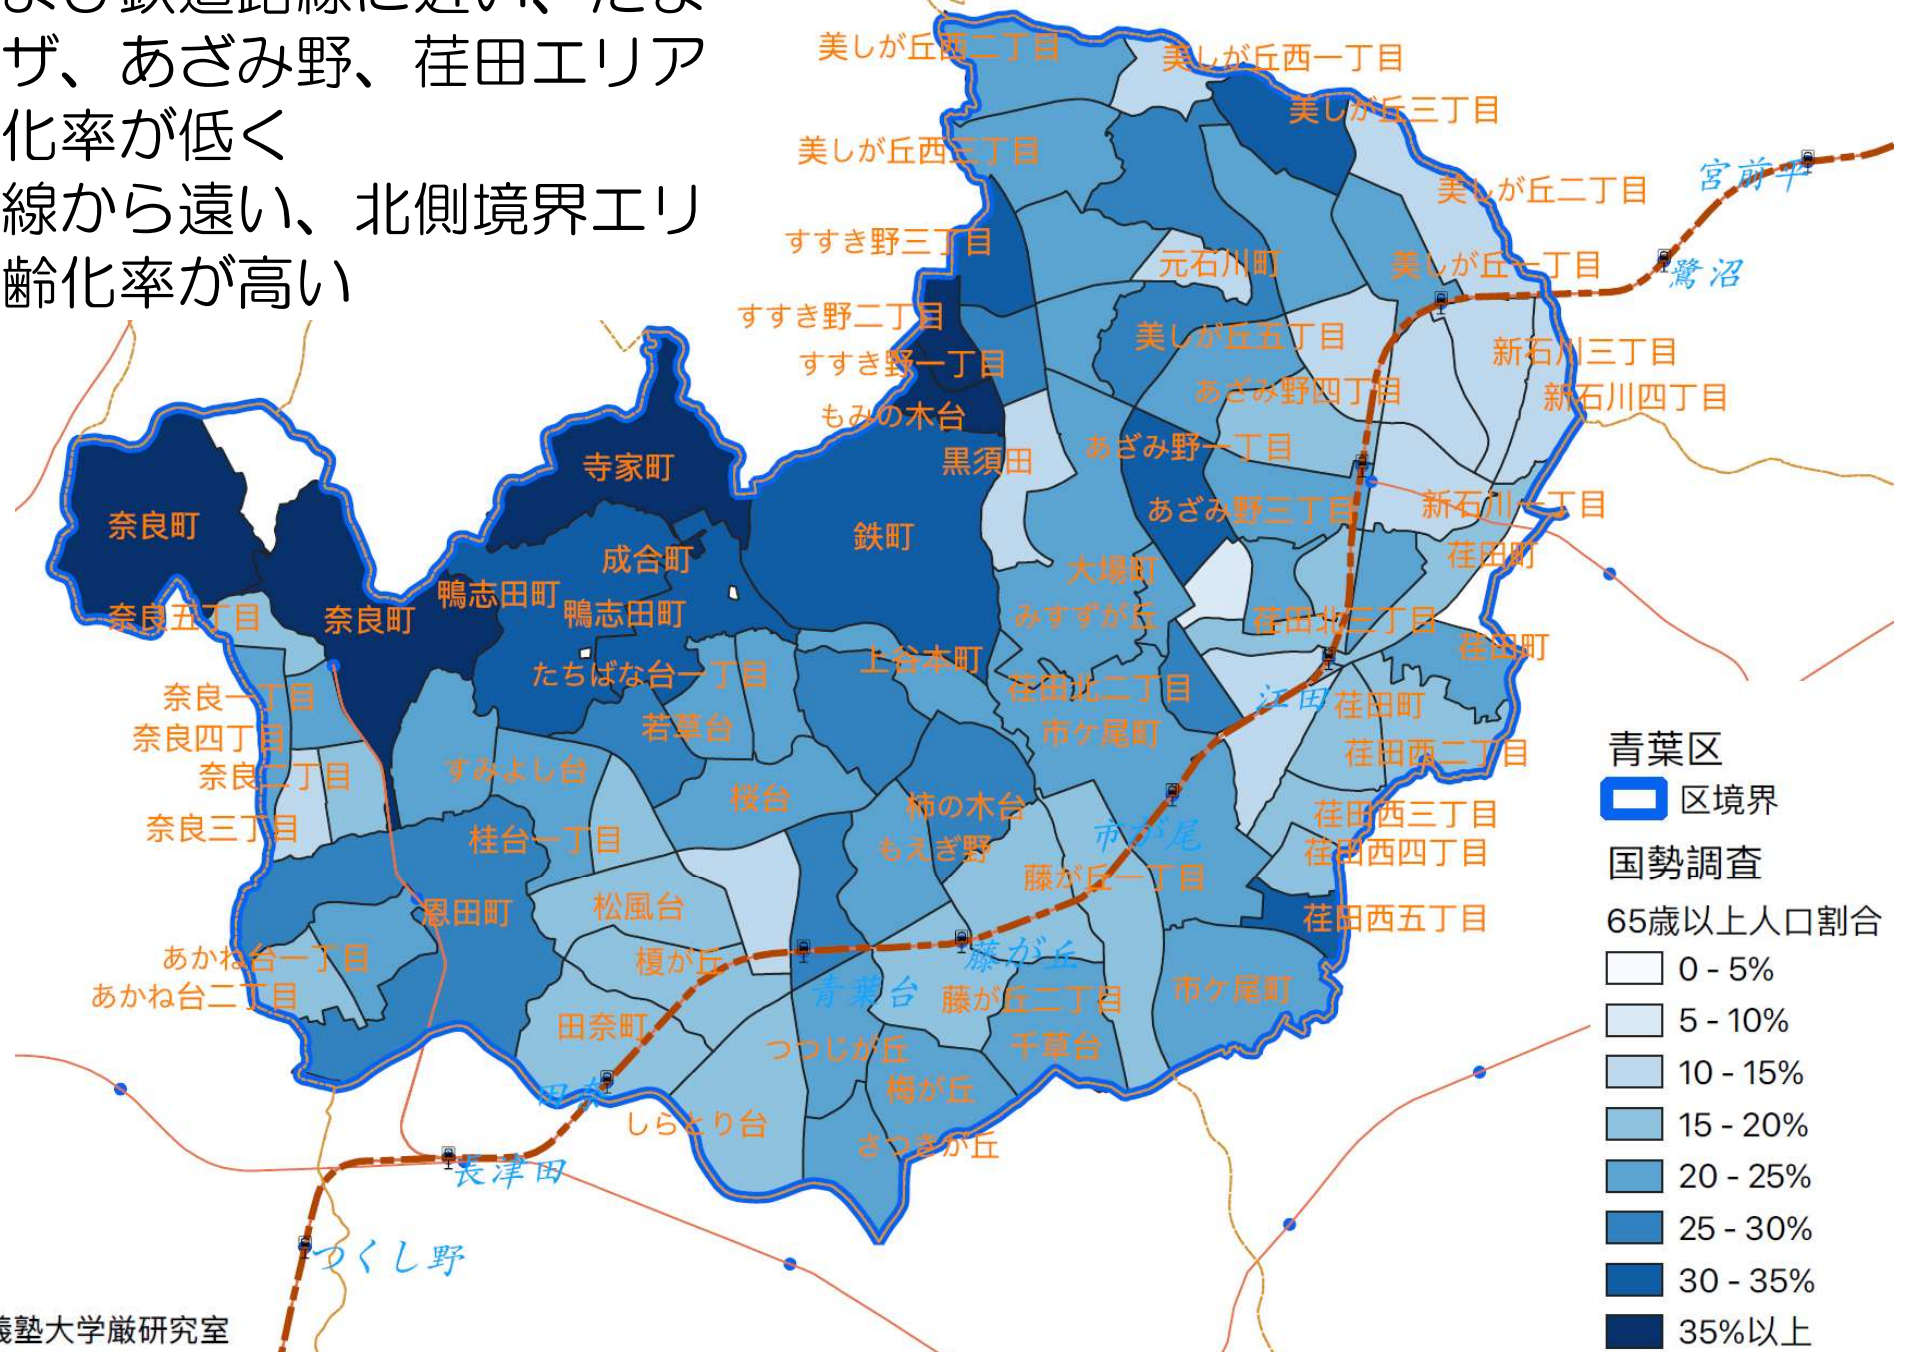 より鉄道路線に近い、たま
ザ、あざみ野、荏田エリア
化率が低く
線から遠い、北側境界エリ
齢化率が高い
美しが丘西二丁目
美しが丘西一丁目
美しが丘三丁目
美しが丘西三丁目
宮前平
美しが丘二丁目
すすき野三丁目
元石川町
美しが丘一丁目
鷺沼
すすき野二丁目
美しが丘五丁目
新石川三丁目
すすき野一丁目
あざみ野四丁目
新石川四丁目
もみの木台
黒須田
あざみ野一丁目
寺家町
奈良町
鉄町
あざみ野三丁目
新石川一丁目
成合町
大場町
荏田町
鴨志田町
鴨志田町
みすずが丘
奈良五丁目
奈良町
荏田北三丁目
荏田町
上谷本町
たちばな台一丁目
荏田北二丁目
江田
荏田町
奈良一丁目
若草台
市ケ尾町
奈良四丁目
荏田西二丁目
奈良二丁目
すみよし台
桜台
柿の木台
荏田西三丁目
奈良三丁目
桂台一丁目
もえぎ野
市が尾
荏田西四丁目
藤が丘一丁目
松風台
恩田町
荏田西五丁目
あかね台一丁目
榎が丘
藤が丘
あかね台二丁目
青葉台
藤が丘二丁目
市ケ尾町
田奈町
つつじが丘
千草台
田奈
梅が丘
しらとり台
さつきが丘
長津田
つくし野
青葉区
区境界
国勢調査
65歳以上人口割合
0 - 5%
5 - 10%
10 - 15%
15 - 20%
20 - 25%
25 - 30%
30 - 35%
35%以上
義塾大学厳研究室